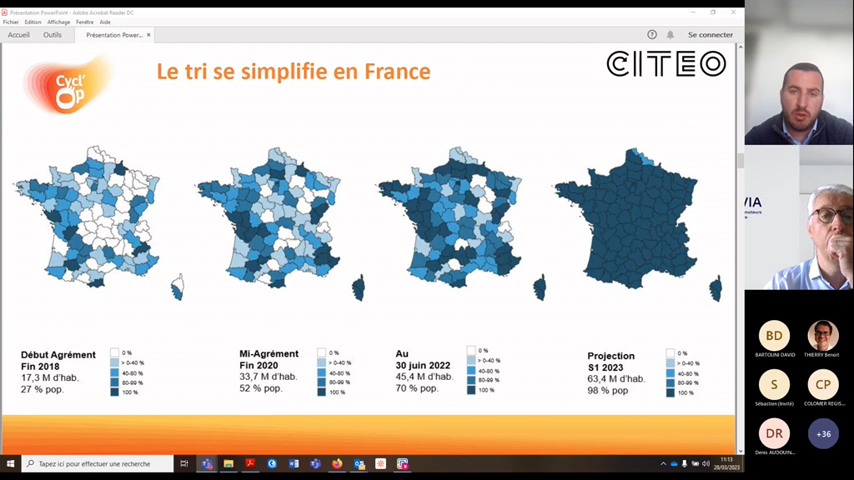 Présentation PowerPoint - Adobe Acrobat Reader DC
Fichier Edition Affichage Fenêtre Aide
Accueil Outils Présentation Power... × Se connecter
Cycl'Op
Le tri se simplifie en France
CITEO
VIA
Début Agrément
Fin 2018
17,3 M d'hab.
27 % pop.
0 %
> 0-40 %
40-80 %
80-99 %
100 %
Mi-Agrément
Fin 2020
33,7 M d'hab.
52 % pop.
0 %
> 0-40 %
40-80 %
80-99 %
100 %
Au
30 juin 2022
45,4 M d'hab.
70 % pop.
0 %
> 0-40 %
40-80 %
80-99 %
100 %
Projection
S1 2023
63,4 M d'hab.
98 % pop
0 %
> 0-40 %
40-80 %
80-99 %
100 %
BD
BARTOLINI DAVID
THIERRY Benoit
S
Sébastien (Invité)
CP
COLOMER REGIS...
DR
Denis AUDOUIN...
+36
Tapez ici pour effectuer une recherche
11:13
28/03/2023